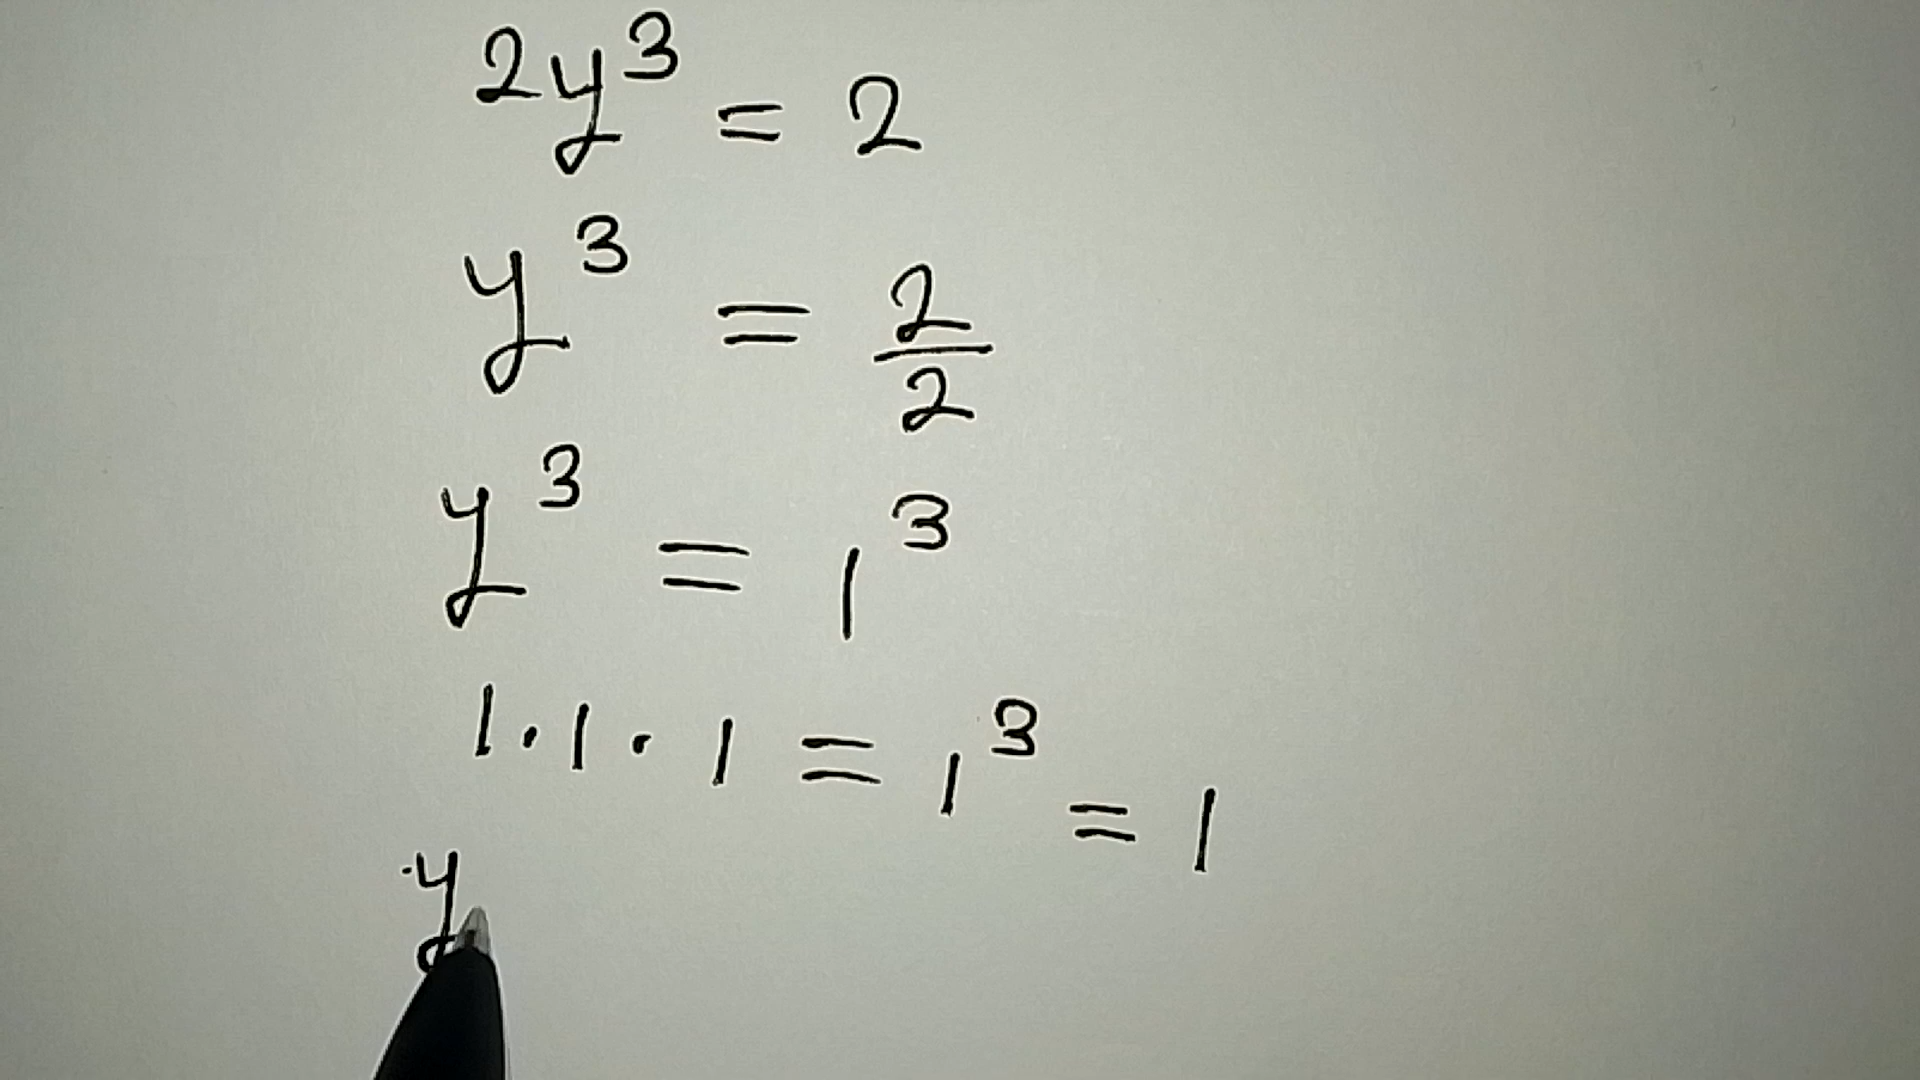 2y³ = 2
y³ = 2/2
y³ = 1³
1 · 1 · 1 = 1³ = 1
y